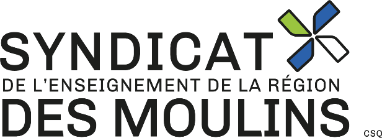 SYNDICAT
DE L'ENSEIGNEMENT DE LA RÉGION
DES MOULINS
CSQ